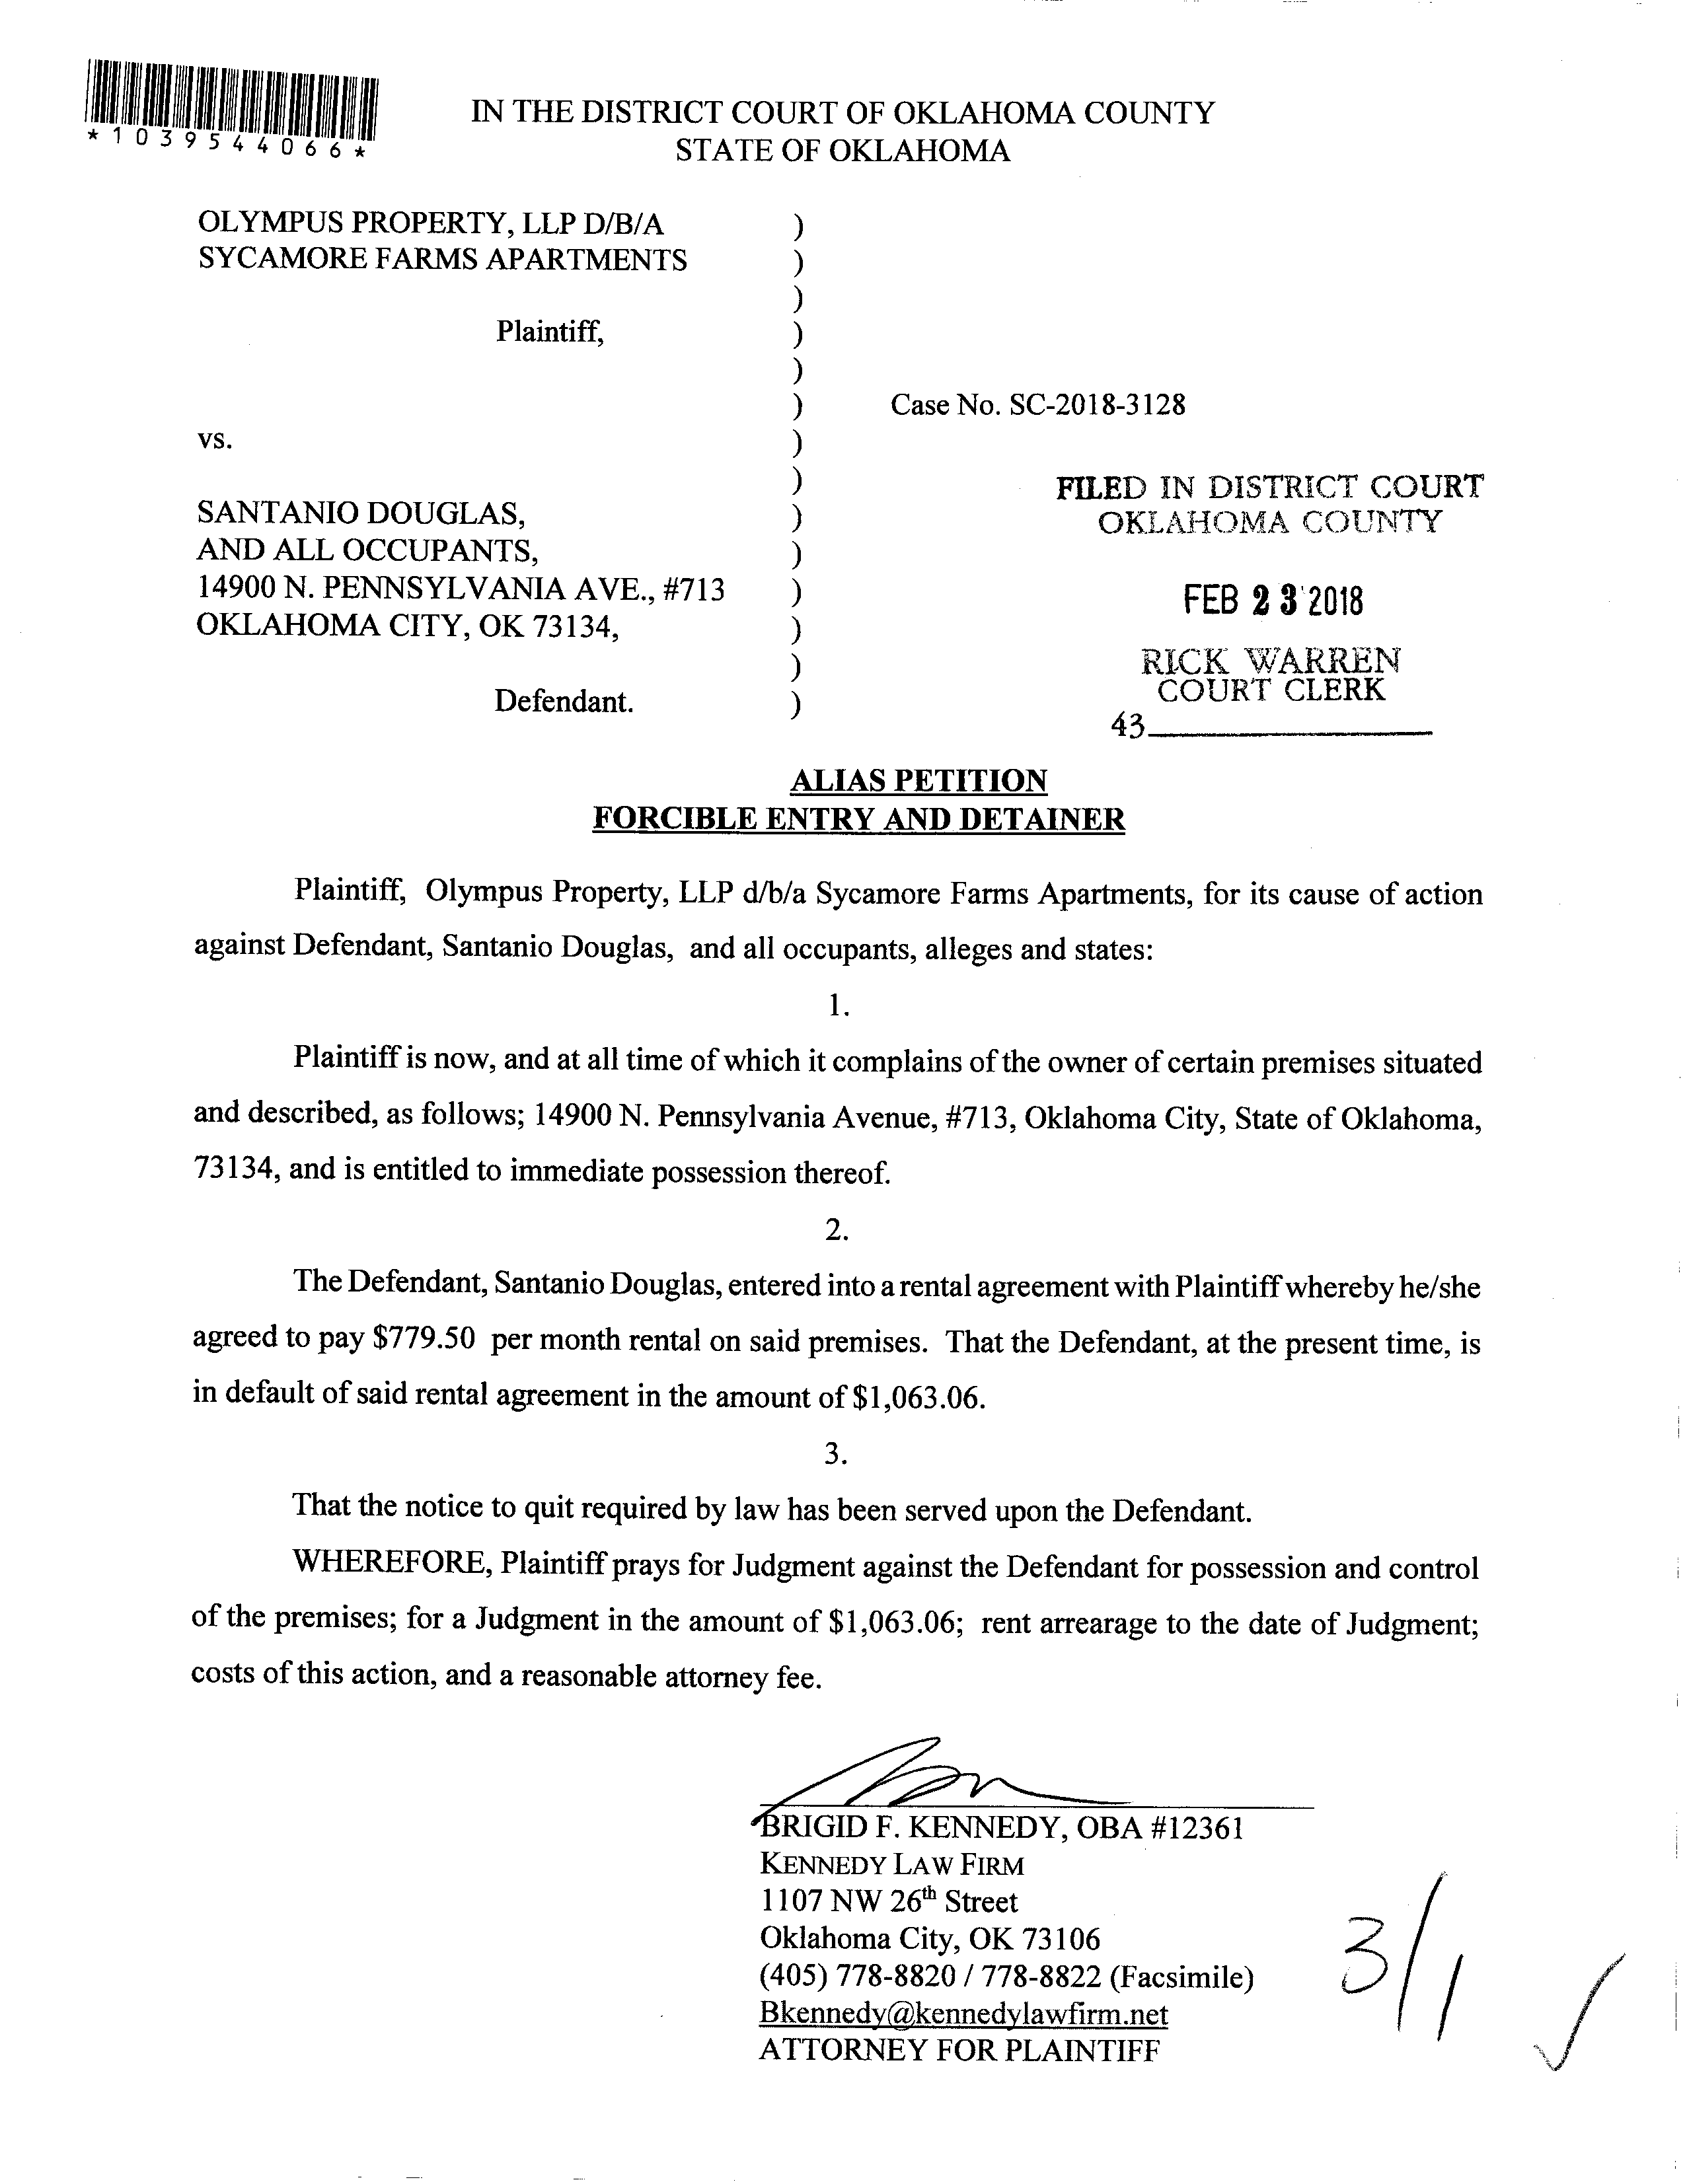 *1039544066*
IN THE DISTRICT COURT OF OKLAHOMA COUNTY
STATE OF OKLAHOMA
OLYMPUS PROPERTY, LLP D/B/A )
SYCAMORE FARMS APARTMENTS )
)
Plaintiff, )
)
) Case No. SC-2018-3128
vs. )
)
SANTANIO DOUGLAS, )
AND ALL OCCUPANTS, )
14900 N. PENNSYLVANIA AVE., #713 )
OKLAHOMA CITY, OK 73134, )
)
Defendant. )
FILED IN DISTRICT COURT
OKLAHOMA COUNTY
FEB 23 2018
RICK WARREN
COURT CLERK
43
ALIAS PETITION
FORCIBLE ENTRY AND DETAINER
Plaintiff, Olympus Property, LLP d/b/a Sycamore Farms Apartments, for its cause of action
against Defendant, Santanio Douglas, and all occupants, alleges and states:
1.
Plaintiff is now, and at all time of which it complains of the owner of certain premises situated
and described, as follows; 14900 N. Pennsylvania Avenue, #713, Oklahoma City, State of Oklahoma,
73134, and is entitled to immediate possession thereof.
2.
The Defendant, Santanio Douglas, entered into a rental agreement with Plaintiff whereby he/she
agreed to pay $779.50 per month rental on said premises. That the Defendant, at the present time, is
in default of said rental agreement in the amount of $1,063.06.
3.
That the notice to quit required by law has been served upon the Defendant.
WHEREFORE, Plaintiff prays for Judgment against the Defendant for possession and control
of the premises; for a Judgment in the amount of $1,063.06; rent arrearage to the date of Judgment;
costs of this action, and a reasonable attorney fee.
BRIGID F. KENNEDY, OBA #12361
KENNEDY LAW FIRM
1107 NW 26th Street
Oklahoma City, OK 73106
(405) 778-8820 / 778-8822 (Facsimile)
Bkennedy@kennedylawfirm.net
ATTORNEY FOR PLAINTIFF
3/1 ✓